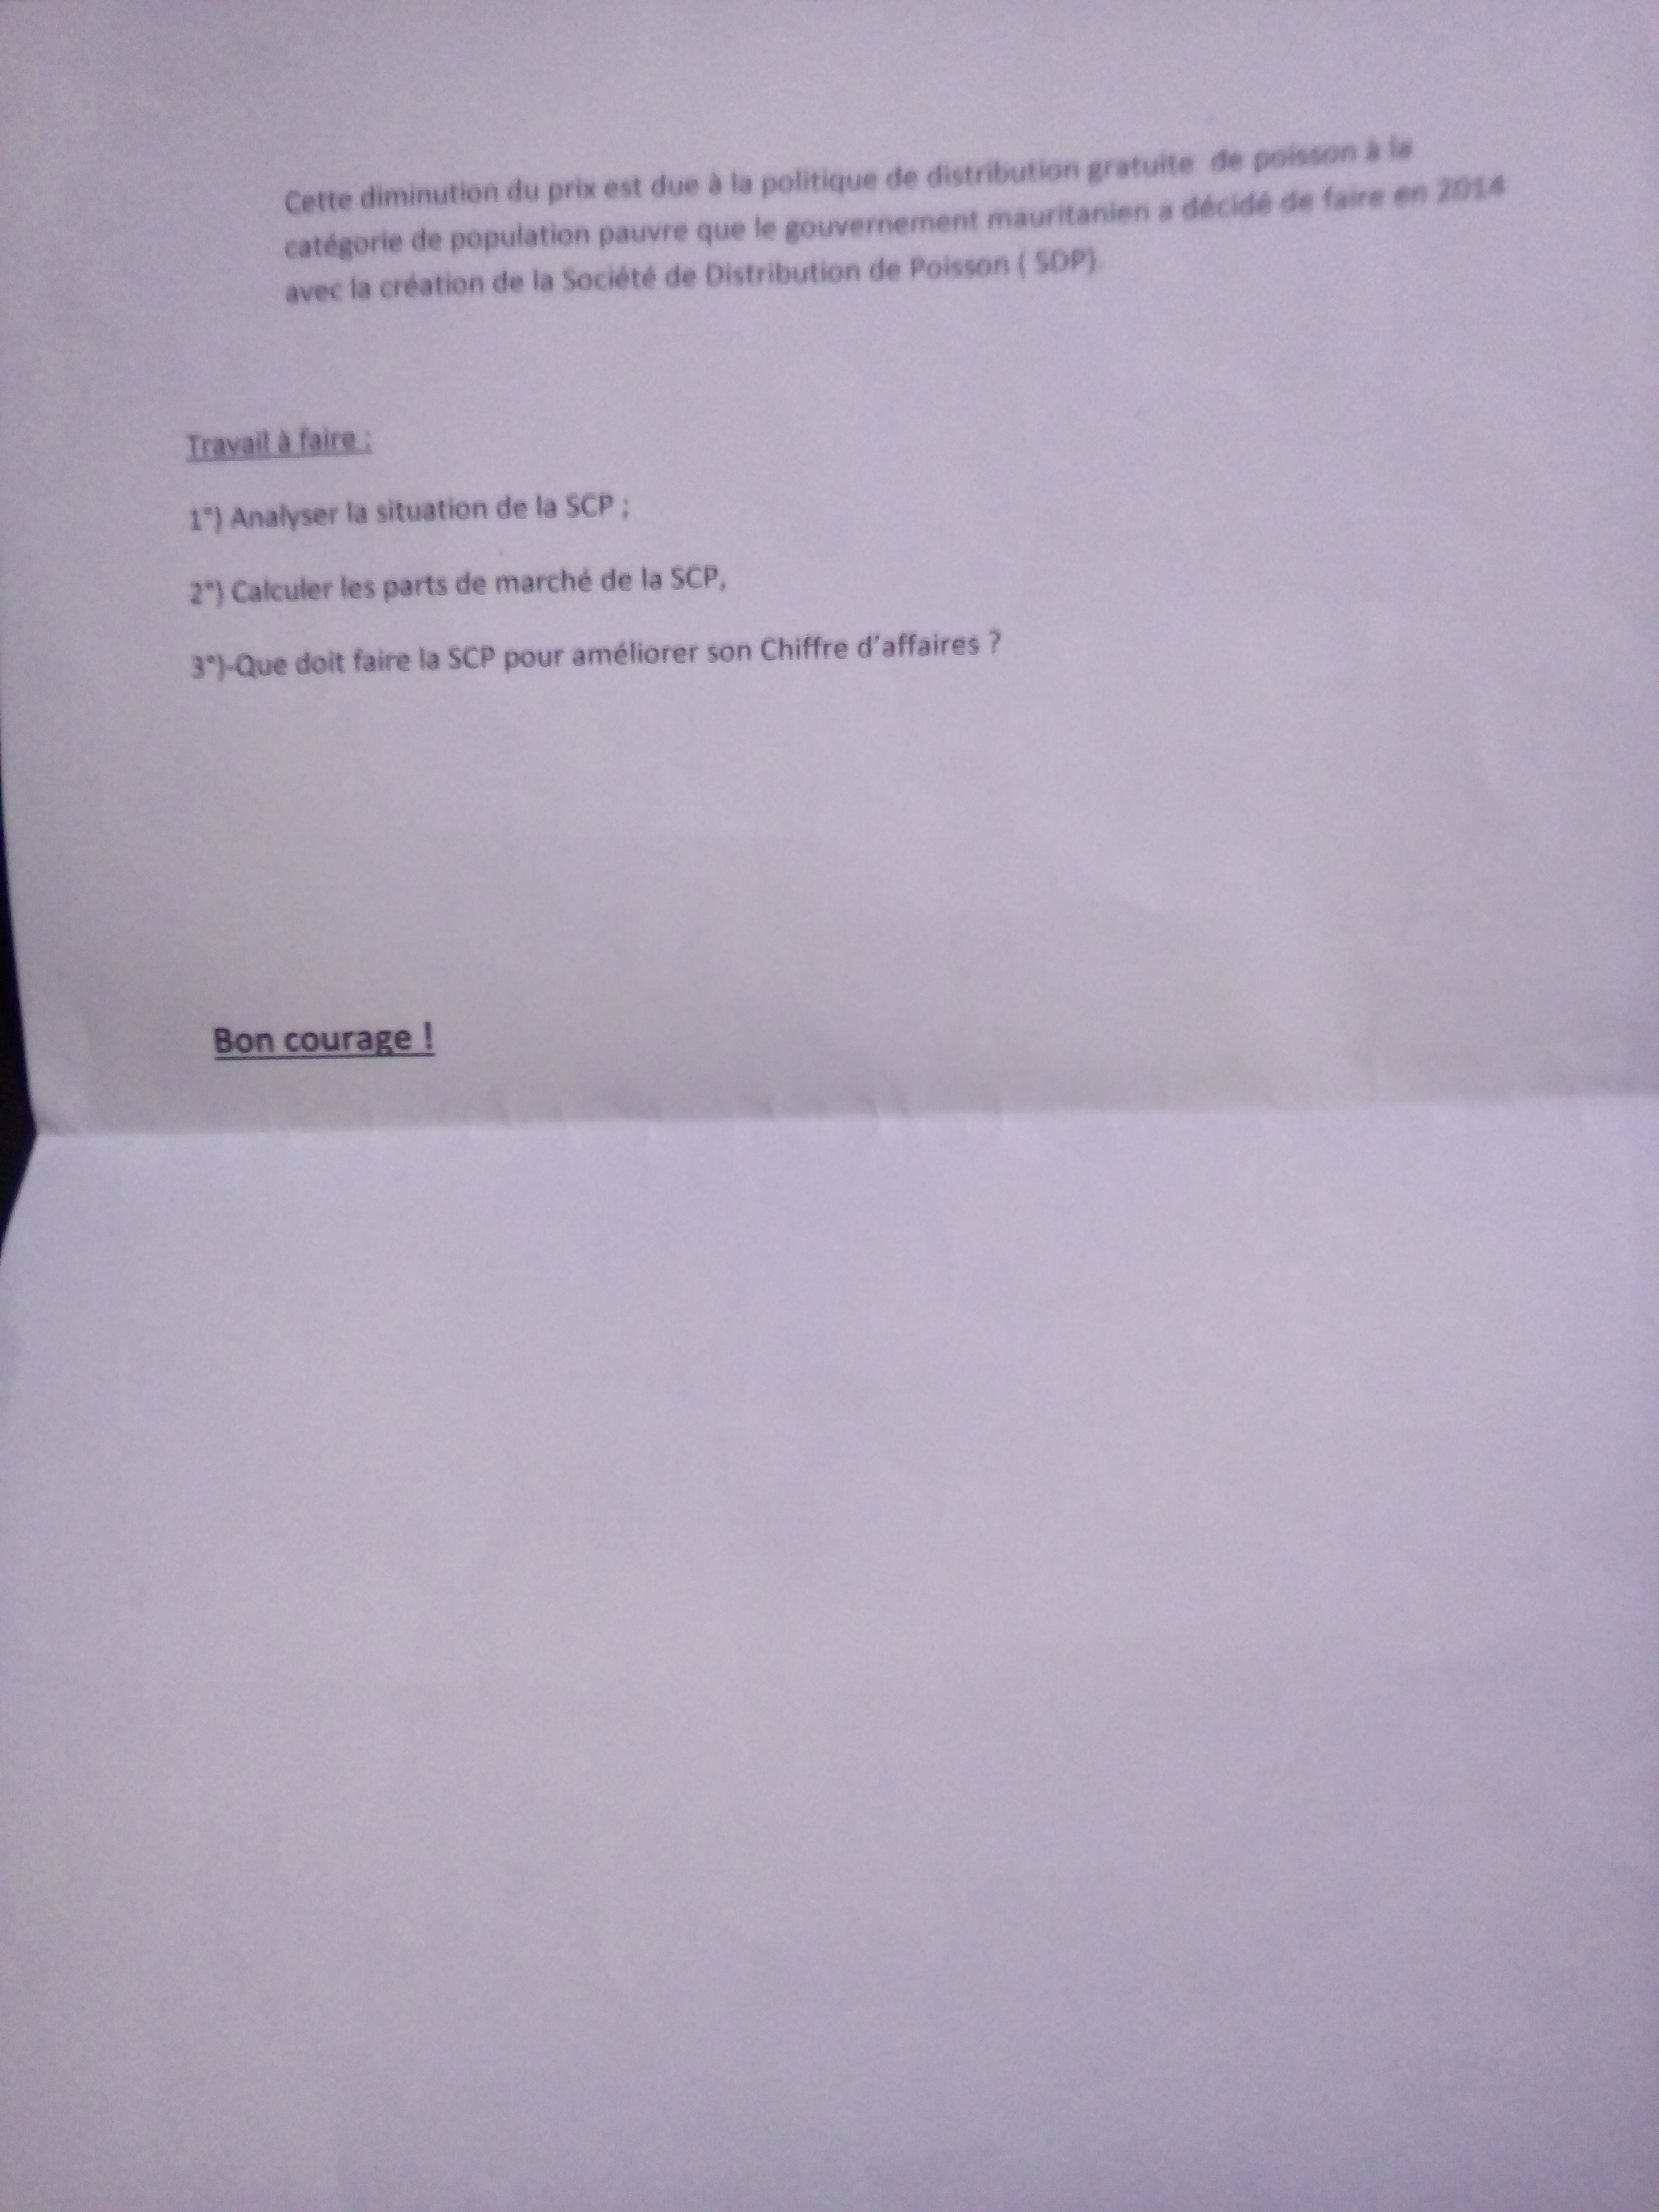 Cette diminution du prix est due à la politique de distribution gratuite de poisson à la
catégorie de population pauvre que le gouvernement mauritanien a décidé de faire en 2014
avec la création de la Société de Distribution de Poisson ( SDP).
Travail à faire :
1°) Analyser la situation de la SCP ;
2°) Calculer les parts de marché de la SCP,
3°)-Que doit faire la SCP pour améliorer son Chiffre d'affaires ?
Bon courage !